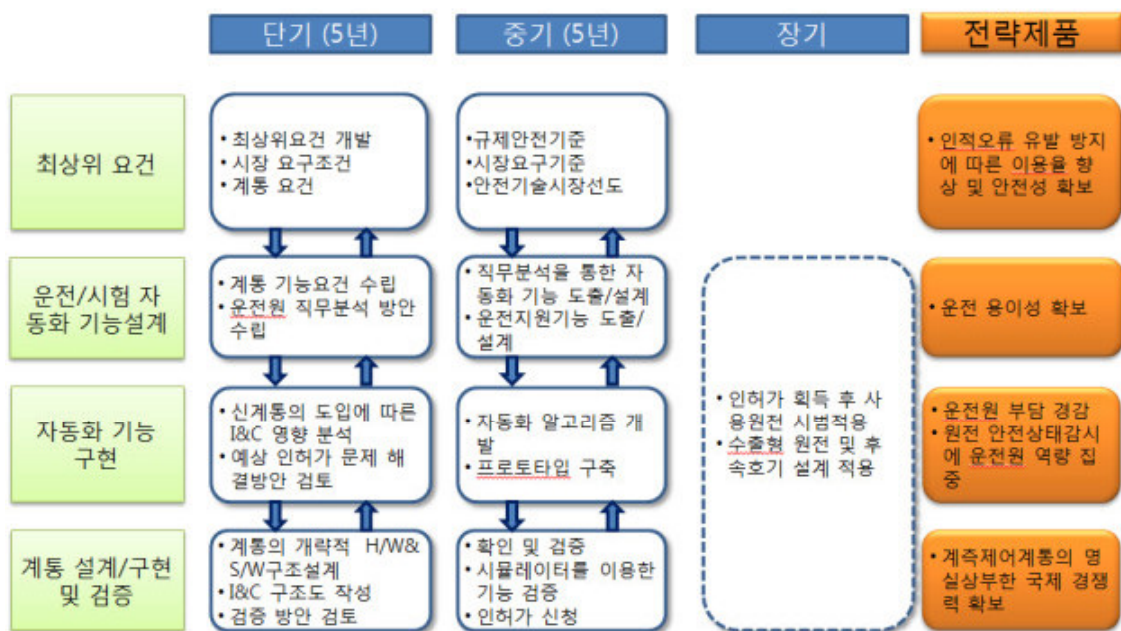 단기 (5년)
중기 (5년)
장기
전략제품
최상위 요건
• 최상위요건 개발
• 시장 요구조건
• 계통 요건
•규제안전기준
•시장요구기준
•안전기술시장선도
• 인적오류 유발 방지
에 따른 이용율 향
상 및 안전성 확보
운전/시험 자
동화 기능설계
• 계통 기능요건 수립
• 운전원 직무분석 방안
수립
• 직무분석을 통한 자
동화 기능 도출/설계
• 운전지원기능 도출/
설계
• 운전 용이성 확보
자동화 기능
구현
• 신계통의 도입에 따른
I&C 영향 분석
• 예상 인허가 문제 해
결방안 검토
• 자동화 알고리즘 개
발
• 프로토타입 구축
• 인허가 획득 후 사
용원전 시범적용
• 수출형 원전 및 후
속호기 설계 적용
• 운전원 부담 경감
• 원전 안전상태감시
에 운전원 역량 집
중
계통 설계/구현
및 검증
• 계통의 개략적 H/W&
S/W구조설계
• I&C 구조도 작성
• 검증 방안 검토
• 확인 및 검증
• 시뮬레이터를 이용한
기능 검증
• 인허가 신청
• 계측제어계통의 명
실상부한 국제 경쟁
력 확보